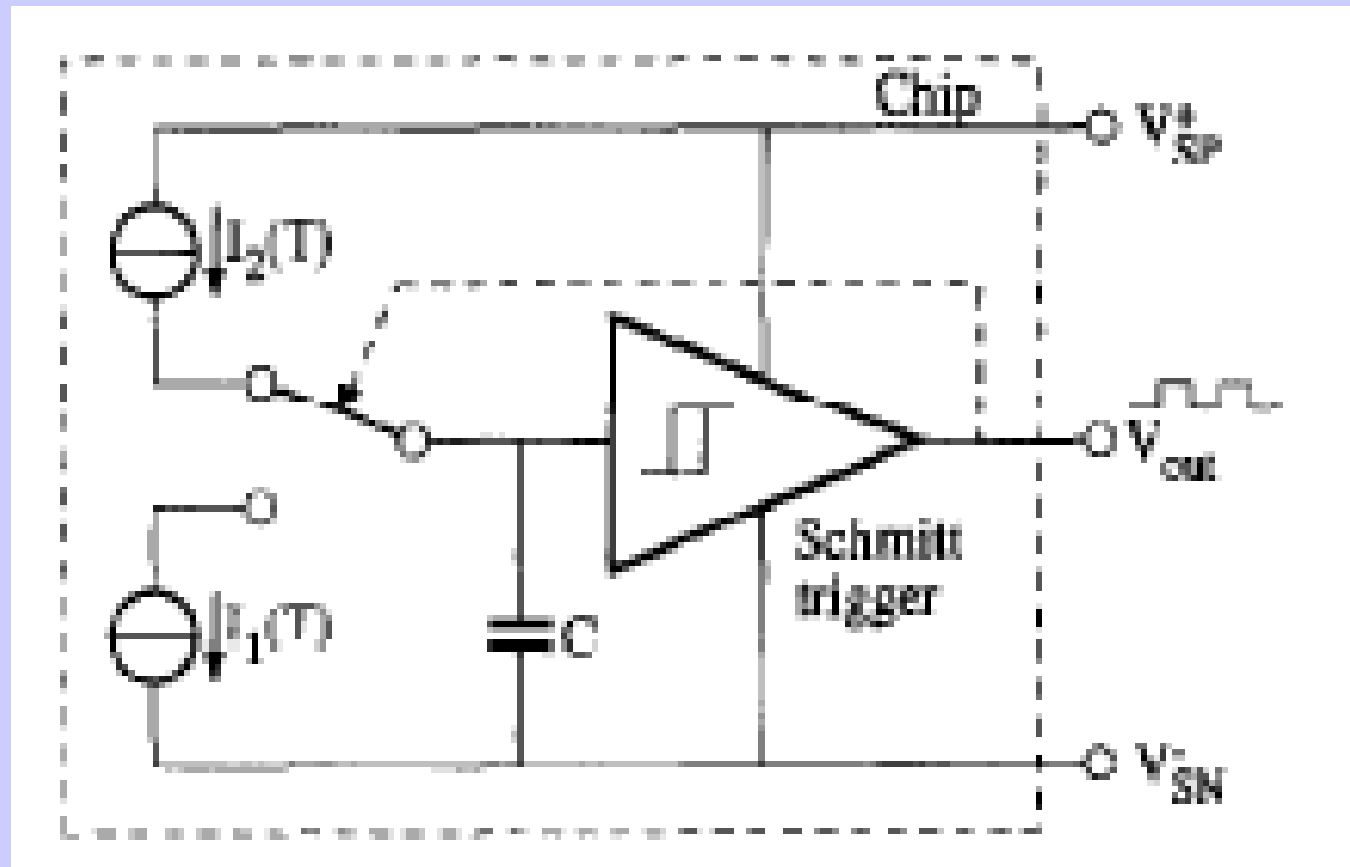 Chip
V⁺SP
I₂(T)
Vout
Schmitt
trigger
I₁(T)
C
V⁻SN